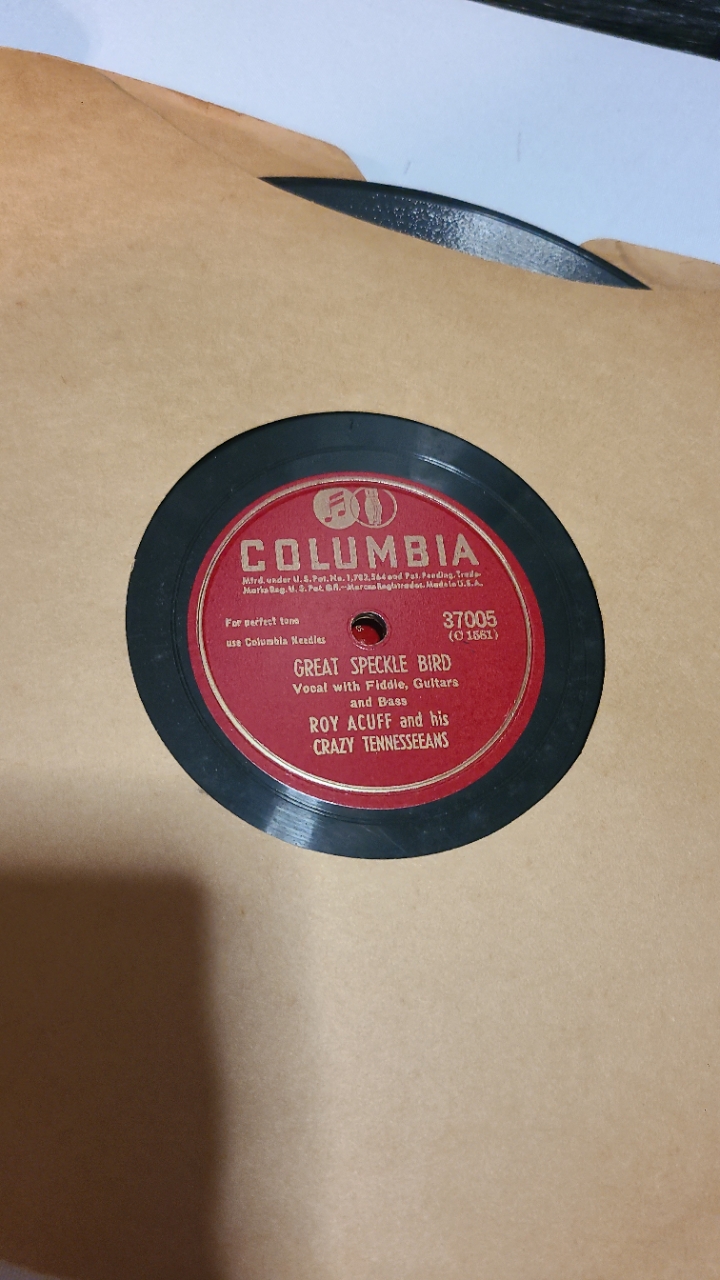 COLUMBIA
Mfrd. under U.S. Pat. No. 1,702,564 and Pat. Pending. Trade-
Marks Reg. U.S. Pat. Off.—Marcas Registradas. Made in U.S.A.
For perfect tone
use Columbia Needles
37005
(C 1561)
GREAT SPECKLE BIRD
Vocal with Fiddle, Guitars
and Bass
ROY ACUFF and his
CRAZY TENNESSEEANS